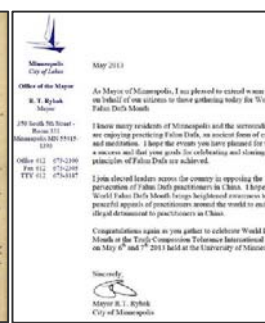 Minneapolis
City of Lakes
Office of the Mayor
R. T. Rybak
Mayor
350 South 5th Street -
Room 331
Minneapolis MN 55415-
1393
Office 612 673-2100
Fax 612 673-2305
TTY 612 673-3187
May 2013
As Mayor of Minneapolis, I am pleased to extend warm
on behalf of our citizens to those gathering today for Wo
Falun Dafa Month
I know many residents of Minneapolis and the surroundi
are enjoying practicing Falun Dafa, an ancient form of e
and meditation. I hope the events you have planned for
a success and that your goals for celebrating and sharing
principles of Falun Dafa are achieved.
I join elected leaders across the country in opposing the
persecution of Falun Dafa practitioners in China. I hope
World Falun Dafa Month brings heightened awareness to
peaceful appeals of practitioners around the world to end
illegal detainment to practitioners in China.
Congratulations again as you gather to celebrate World F
Month at the Truth Compassion Tolerance International
on May 6th and 7th 2013 held at the University of Minnes
Sincerely,
Mayor R.T. Rybak
City of Minneapolis